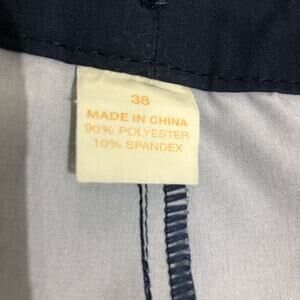 38
MADE IN CHINA
90% POLYESTER
10% SPANDEX